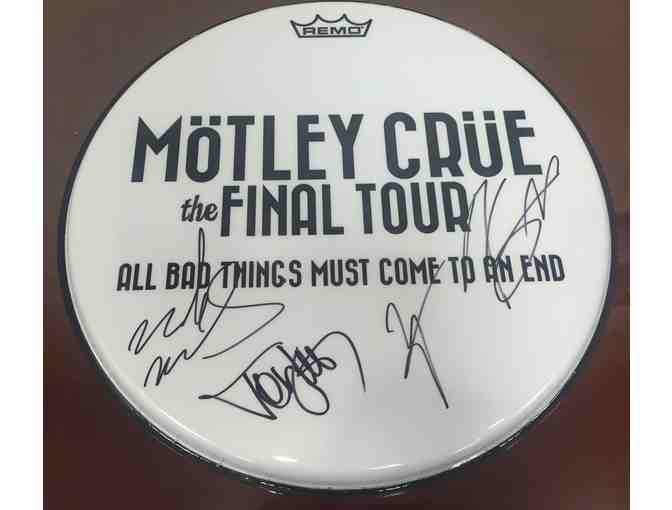 REMO
MÖTLEY CRÜE
the FINAL TOUR
ALL BAD THINGS MUST COME TO AN END